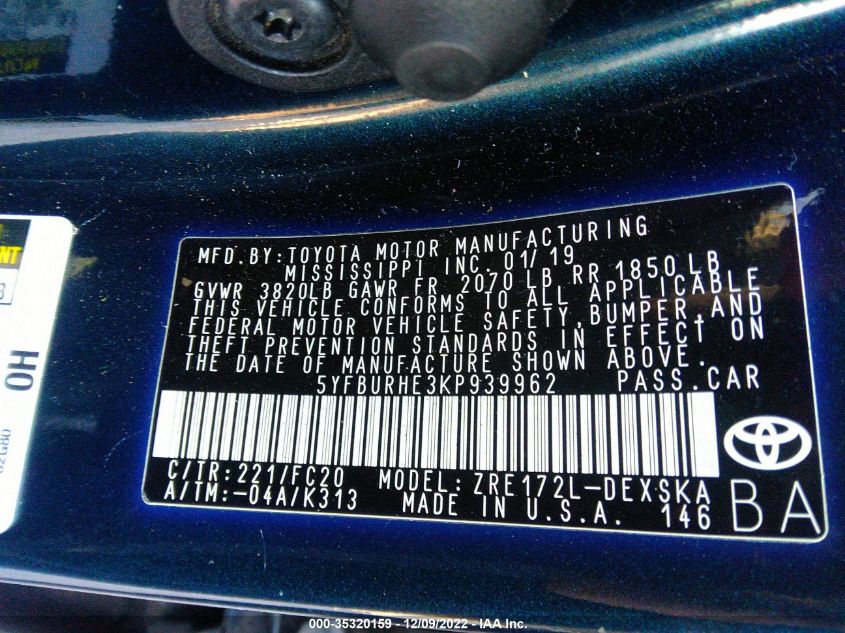 MFD.BY:TOYOTA MOTOR MANUFACTURING
MISSISSIPPI INC. 01/19
GVWR 3820LB GAWR FR 2070 LB RR 1850 LB
THIS VEHICLE CONFORMS TO ALL APPLICABLE
FEDERAL MOTOR VEHICLE SAFETY,BUMPER,AND
THEFT PREVENTION STANDARDS IN EFFECT ON
THE DATE OF MANUFACTURE SHOWN ABOVE.
5YFBURHE3KP939962 PASS.CAR
C/TR:221/FC20 MODEL:ZRE172L-DEXSKA
A/TM:-04A/K313 MADE IN U.S.A. 146
BA
OH
000-35320159 - 12/09/2022 - IAA Inc.